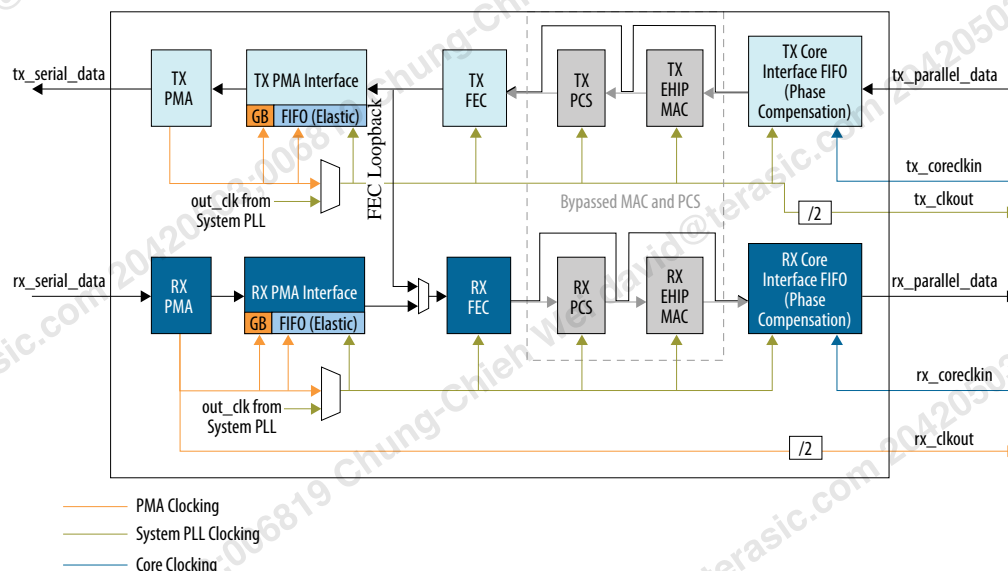 tx_serial_data
TX
PMA
TX PMA Interface
GB
FIFO (Elastic)
TX
FEC
TX
PCS
TX
EHIP
MAC
TX Core
Interface FIFO
(Phase
Compensation)
tx_parallel_data
tx_coreclkin
tx_clkout
/2
out_clk from
System PLL
FEC Loopback
Bypassed MAC and PCS
rx_serial_data
RX
PMA
RX PMA Interface
GB
FIFO (Elastic)
RX
FEC
RX
PCS
RX
EHIP
MAC
RX Core
Interface FIFO
(Phase
Compensation)
rx_parallel_data
rx_coreclkin
rx_clkout
/2
out_clk from
System PLL
PMA Clocking
System PLL Clocking
Core Clocking